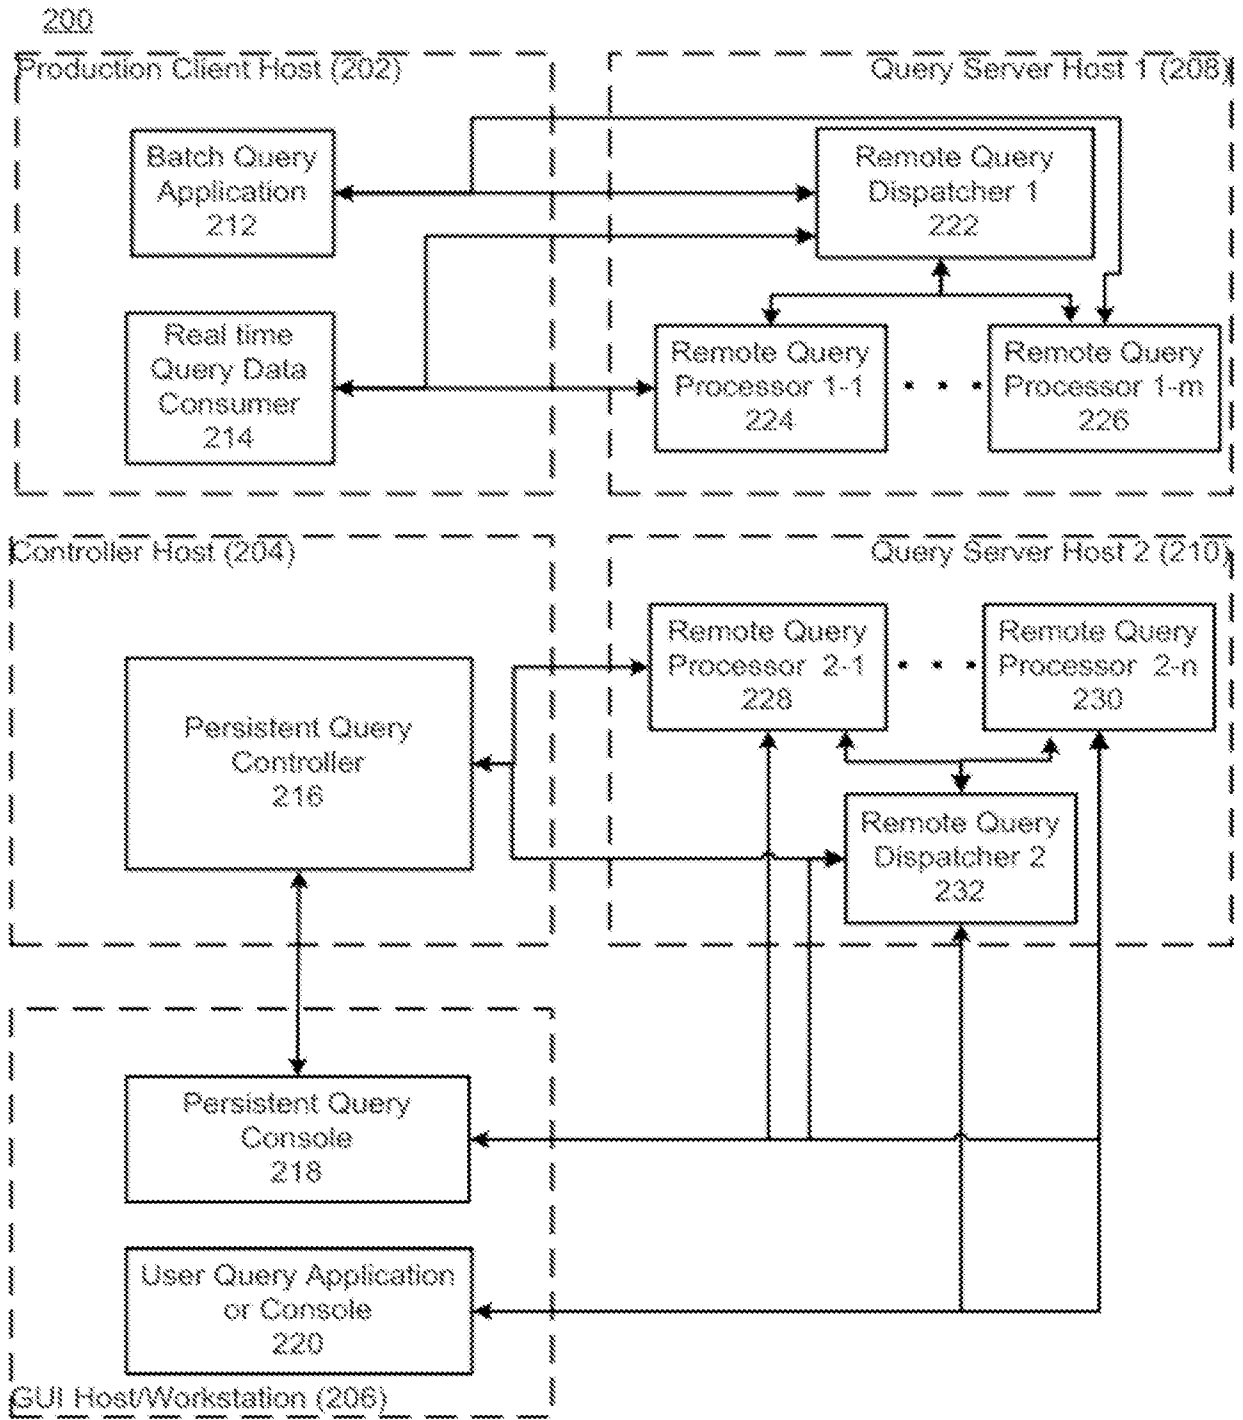 200
Production Client Host (202)
Batch Query
Application
212
Real time
Query Data
Consumer
214
Query Server Host 1 (208)
Remote Query
Dispatcher 1
222
Remote Query
Processor 1-1
224
Remote Query
Processor 1-m
226
Controller Host (204)
Persistent Query
Controller
216
Query Server Host 2 (210)
Remote Query
Processor 2-1
228
Remote Query
Processor 2-n
230
Remote Query
Dispatcher 2
232
Persistent Query
Console
218
User Query Application
or Console
220
GUI Host/Workstation (206)